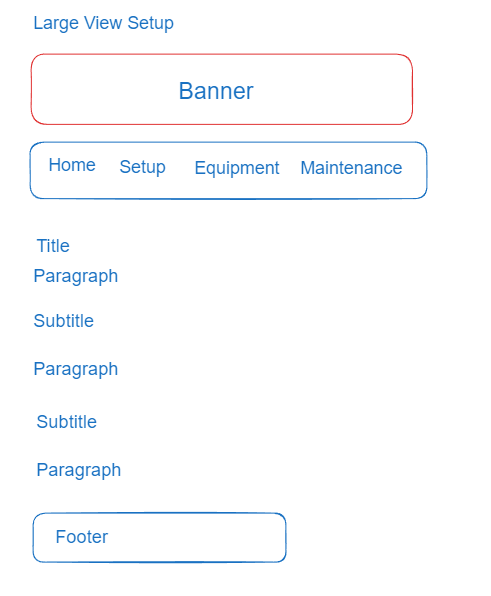 Large View Setup
Banner
Home Setup Equipment Maintenance
Title
Paragraph
Subtitle
Paragraph
Subtitle
Paragraph
Footer